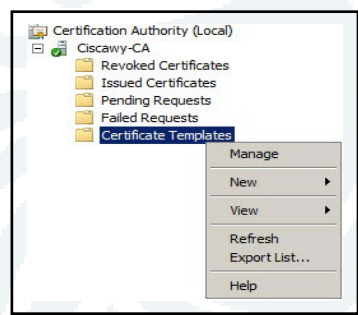 Certification Authority (Local)
Ciscawy-CA
Revoked Certificates
Issued Certificates
Pending Requests
Failed Requests
Certificate Templates
Manage
New
View
Refresh
Export List...
Help